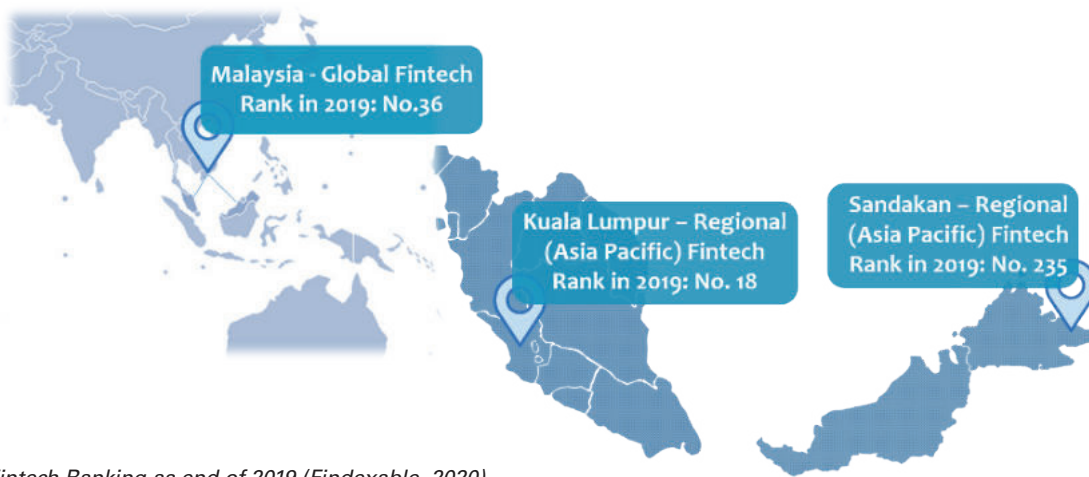 Malaysia - Global Fintech
Rank in 2019: No.36
Kuala Lumpur – Regional
(Asia Pacific) Fintech
Rank in 2019: No. 18
Sandakan – Regional
(Asia Pacific) Fintech
Rank in 2019: No. 235
Fintech Ranking as end of 2019 (Findexable, 2020)